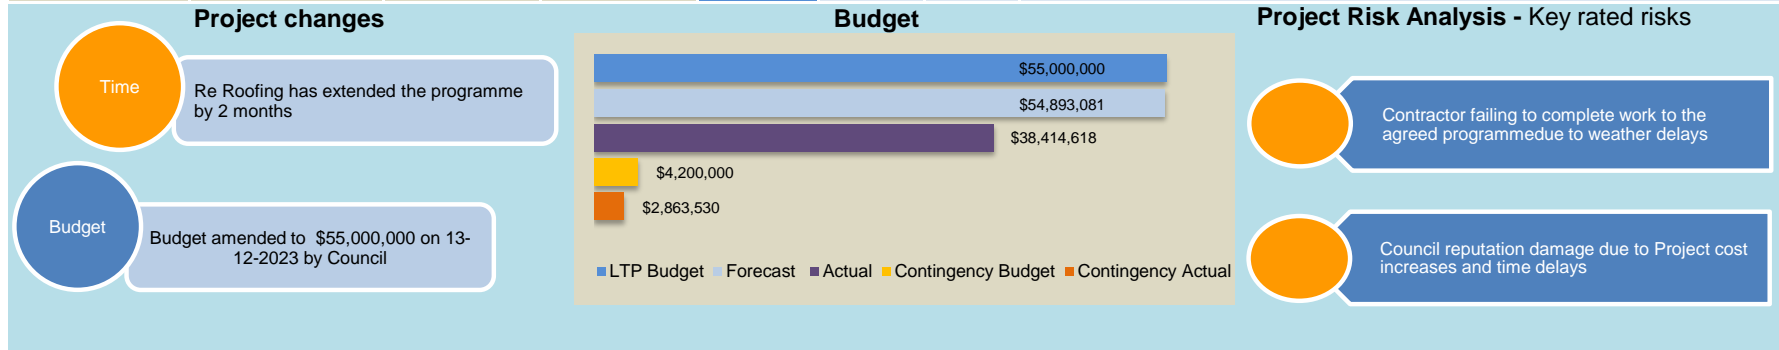 Project changes
Time
Re Roofing has extended the programme
by 2 months
Budget
Budget amended to  $55,000,000 on 13-
12-2023 by Council
Budget
$55,000,000
$54,893,081
$38,414,618
$4,200,000
$2,863,530
LTP Budget Forecast Actual Contingency Budget Contingency Actual
Project Risk Analysis - Key rated risks
Contractor failing to complete work to the
agreed programmedue to weather delays
Council reputation damage due to Project cost
increases and time delays